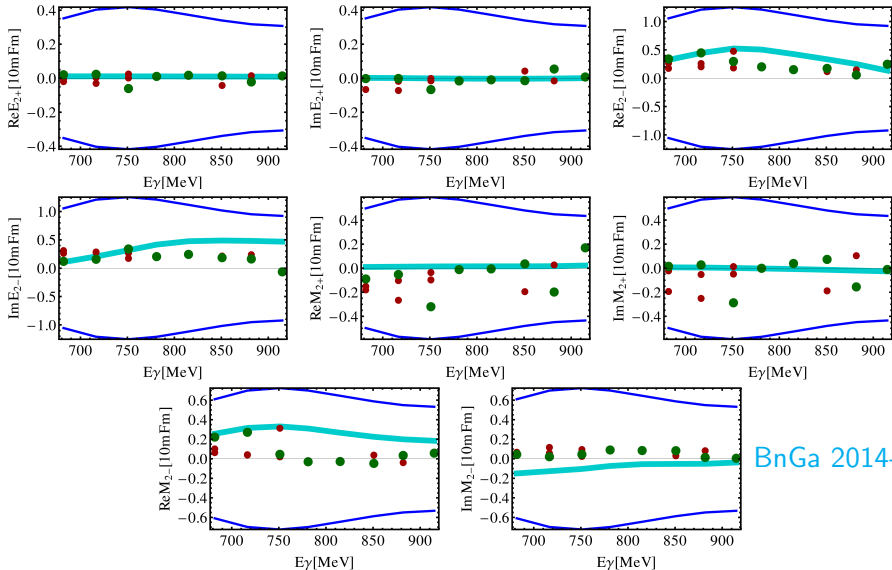 0.4 0.2 0.0 −0.2 −0.4
ReE2+[10mFm]
700 750 800 850 900
Eγ[MeV]
0.4 0.2 0.0 −0.2 −0.4
ImE2+[10mFm]
700 750 800 850 900
Eγ[MeV]
1.0 0.5 0.0 −0.5 −1.0
ReE2−[10mFm]
700 750 800 850 900
Eγ[MeV]
1.0 0.5 0.0 −0.5 −1.0
ImE2−[10mFm]
700 750 800 850 900
Eγ[MeV]
0.4 0.2 0.0 −0.2 −0.4
ReM2+[10mFm]
700 750 800 850 900
Eγ[MeV]
0.4 0.2 0.0 −0.2 −0.4
ImM2+[10mFm]
700 750 800 850 900
Eγ[MeV]
0.6 0.4 0.2 0.0 −0.2 −0.4 −0.6
ReM2−[10mFm]
700 750 800 850 900
Eγ[MeV]
0.6 0.4 0.2 0.0 −0.2 −0.4 −0.6
ImM2−[10mFm]
700 750 800 850 900
Eγ[MeV]
BnGa 2014-